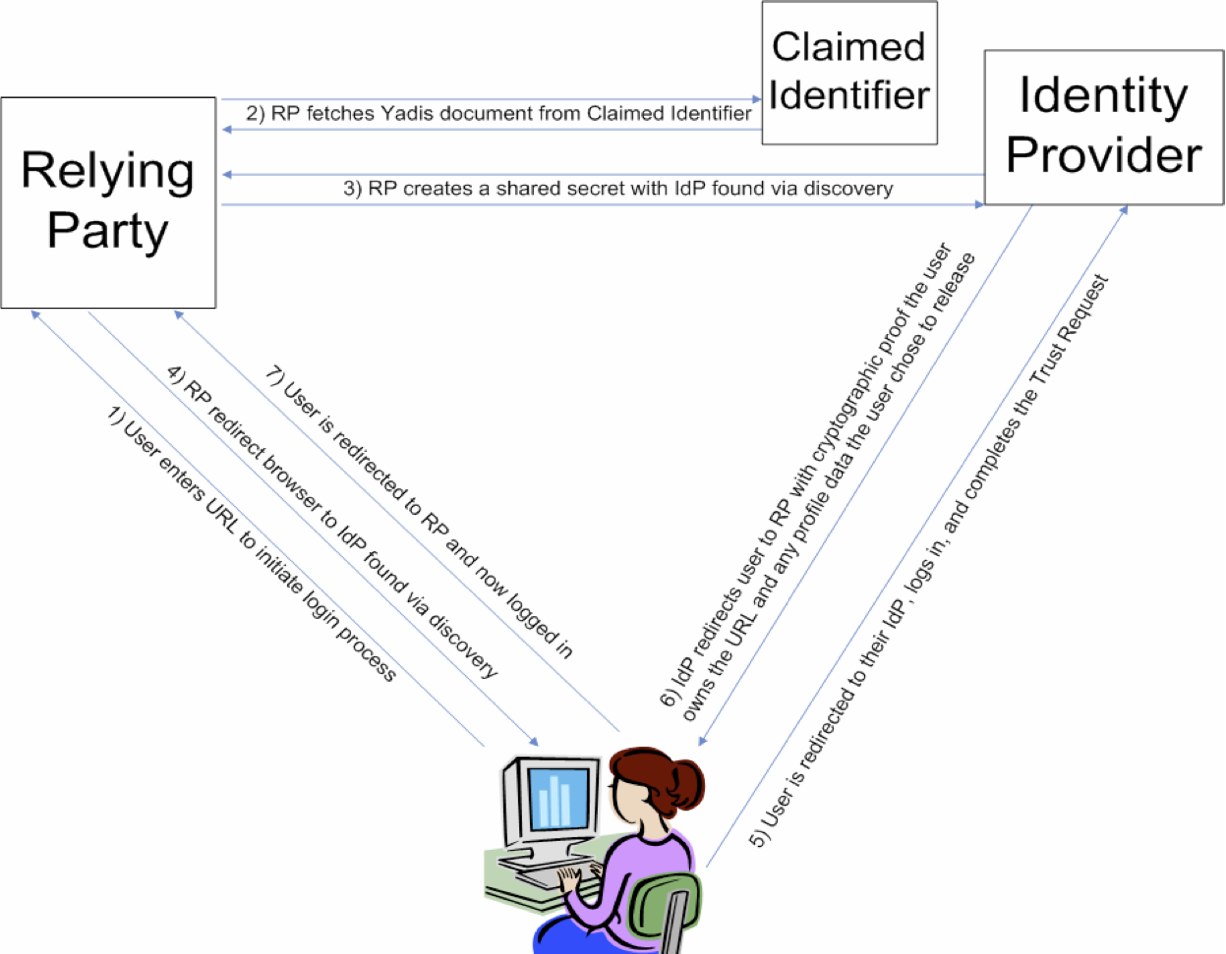 Claimed
Identifier
Identity
Provider
Relying
Party
2) RP fetches Yadis document from Claimed Identifier
3) RP creates a shared secret with IdP found via discovery
1) User enters URL to initiate login process
4) RP redirect browser to IdP found via discovery
7) User is redirected to RP and now logged in
6) IdP redirects user to RP with cryptographic proof the user
owns the URL and any profile data the user chose to release
5) User is redirected to their IdP, logs in, and completes the Trust Request